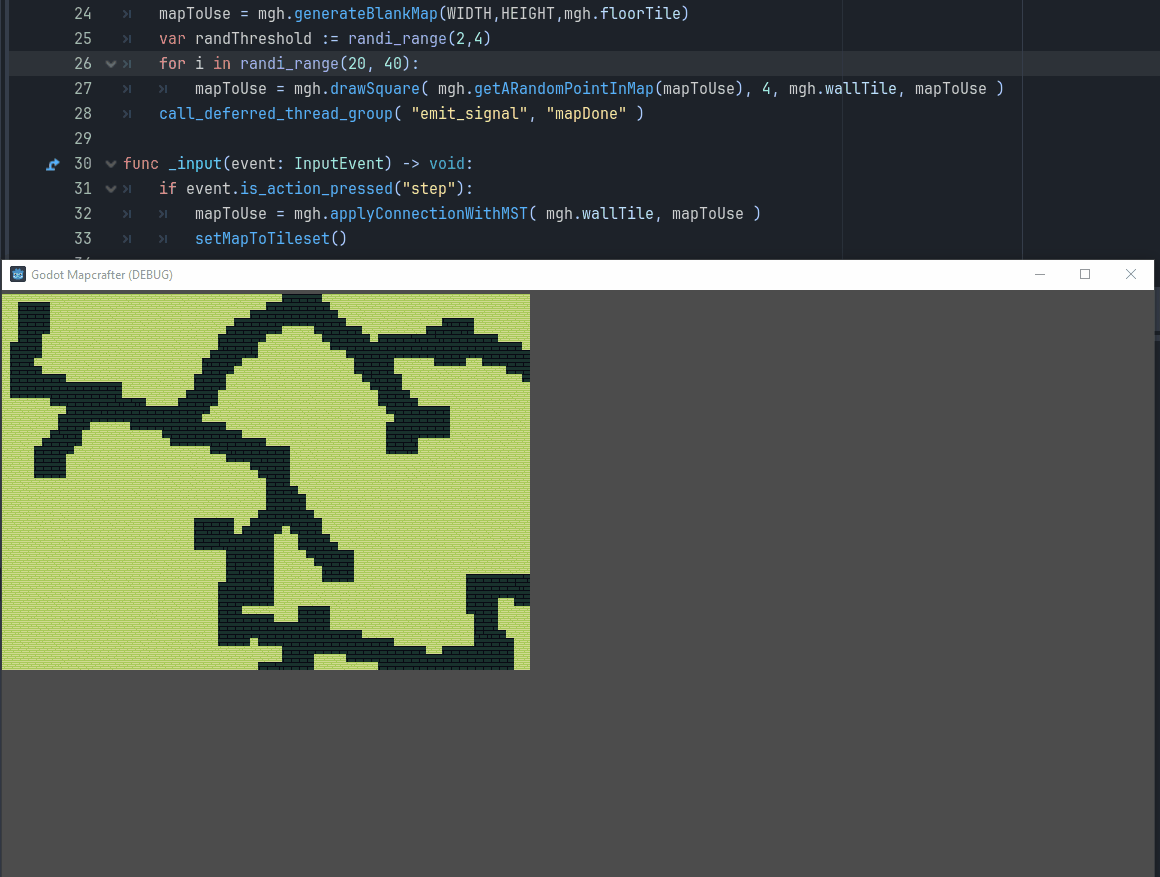 24 mapToUse = mgh.generateBlankMap(WIDTH,HEIGHT,mgh.floorTile)
25 var randThreshold := randi_range(2,4)
26 for i in randi_range(20, 40):
27 mapToUse = mgh.drawSquare( mgh.getARandomPointInMap(mapToUse), 4, mgh.wallTile, mapToUse )
28 call_deferred_thread_group( "emit_signal", "mapDone" )
29
30 func _input(event: InputEvent) -> void:
31 if event.is_action_pressed("step"):
32 mapToUse = mgh.applyConnectionWithMST( mgh.wallTile, mapToUse )
33 setMapToTileset()
Godot Mapcrafter (DEBUG)